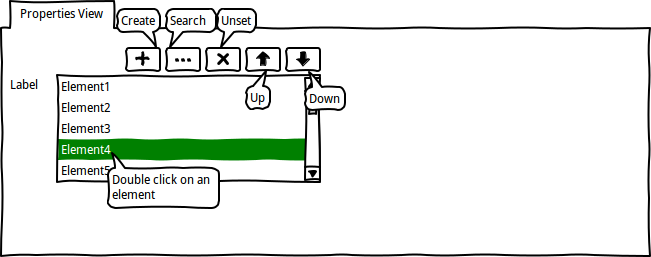 Properties View
Create
Search
Unset
Label
Element1
Element2
Element3
Element4
Element5
Up
Down
Double click on an
element